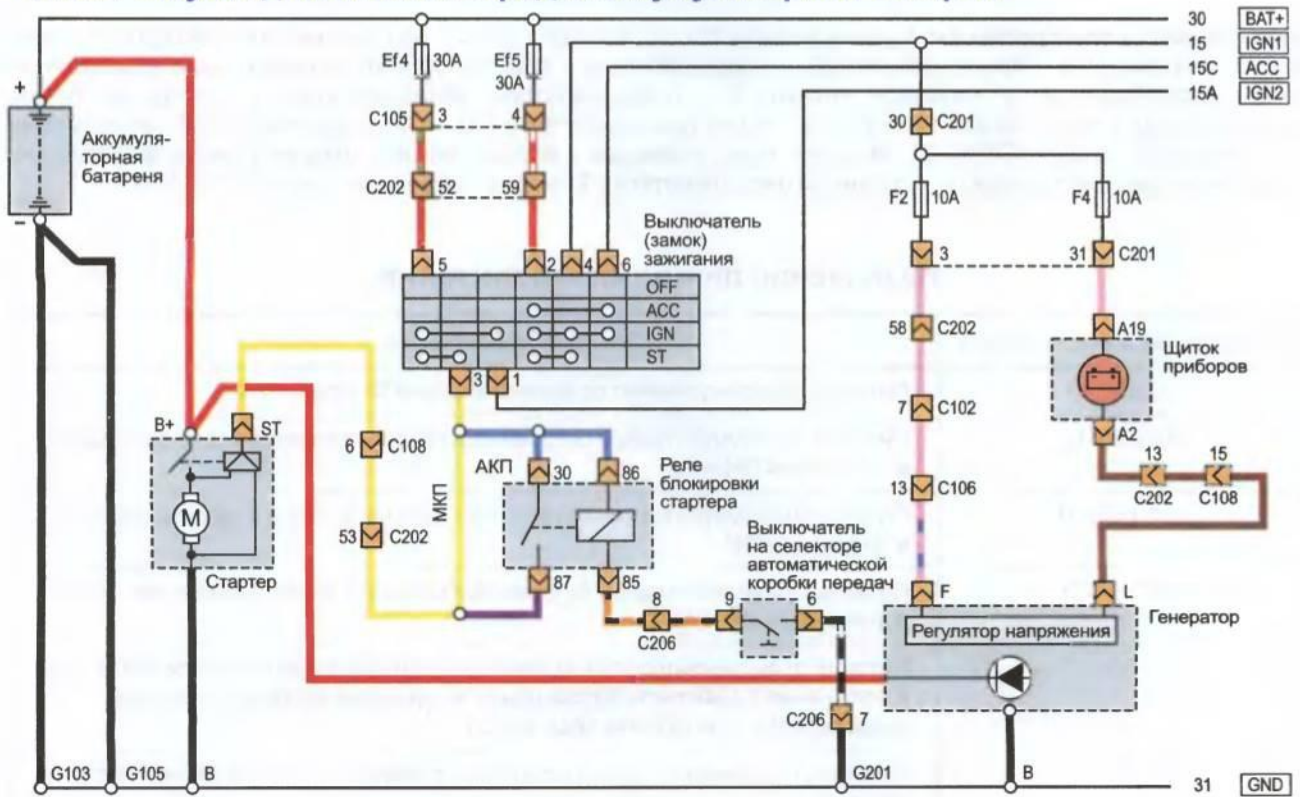 30 BAT+
15 IGN1
15C ACC
15A IGN2
Ef4 30A
Ef5
30A
C105 3 4
C202 52 59
30 C201
F2 10A
F4 10A
3 31 C201
+
Аккумуля-
торная
батареня
−
Выключатель
(замок)
зажигания
5 2 4 6
OFF
ACC
IGN
ST
3 1
58 C202
7 C102
13 C106
A19
Щиток
приборов
A2
13 15
C202 C108
B+ ST
M
Стартер
6 C108
53 C202
МКП
АКП 30 86
Реле
блокировки
стартера
87 85
Выключатель
на селекторе
автоматической
коробки передач
8 9 6
C206
C206 7
F L
Генератор
Регулятор напряжения
G103 G105 B G201 B
31 GND